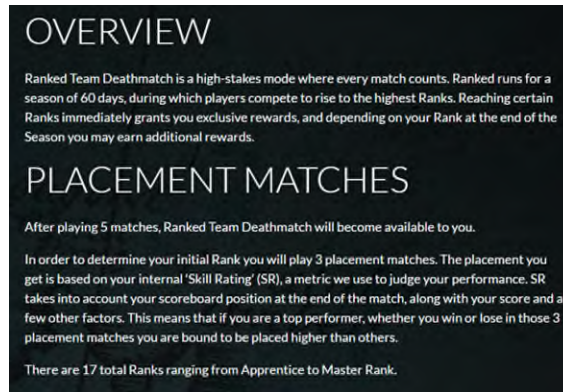 OVERVIEW
Ranked Team Deathmatch is a high-stakes mode where every match counts. Ranked runs for a
season of 60 days, during which players compete to rise to the highest Ranks. Reaching certain
Ranks immediately grants you exclusive rewards, and depending on your Rank at the end of the
Season you may earn additional rewards.
PLACEMENT MATCHES
After playing 5 matches, Ranked Team Deathmatch will become available to you.
In order to determine your initial Rank you will play 3 placement matches. The placement you
get is based on your internal 'Skill Rating' (SR), a metric we use to judge your performance. SR
takes into account your scoreboard position at the end of the match, along with your score and a
few other factors. This means that if you are a top performer, whether you win or lose in those 3
placement matches you are bound to be placed higher than others.
There are 17 total Ranks ranging from Apprentice to Master Rank.